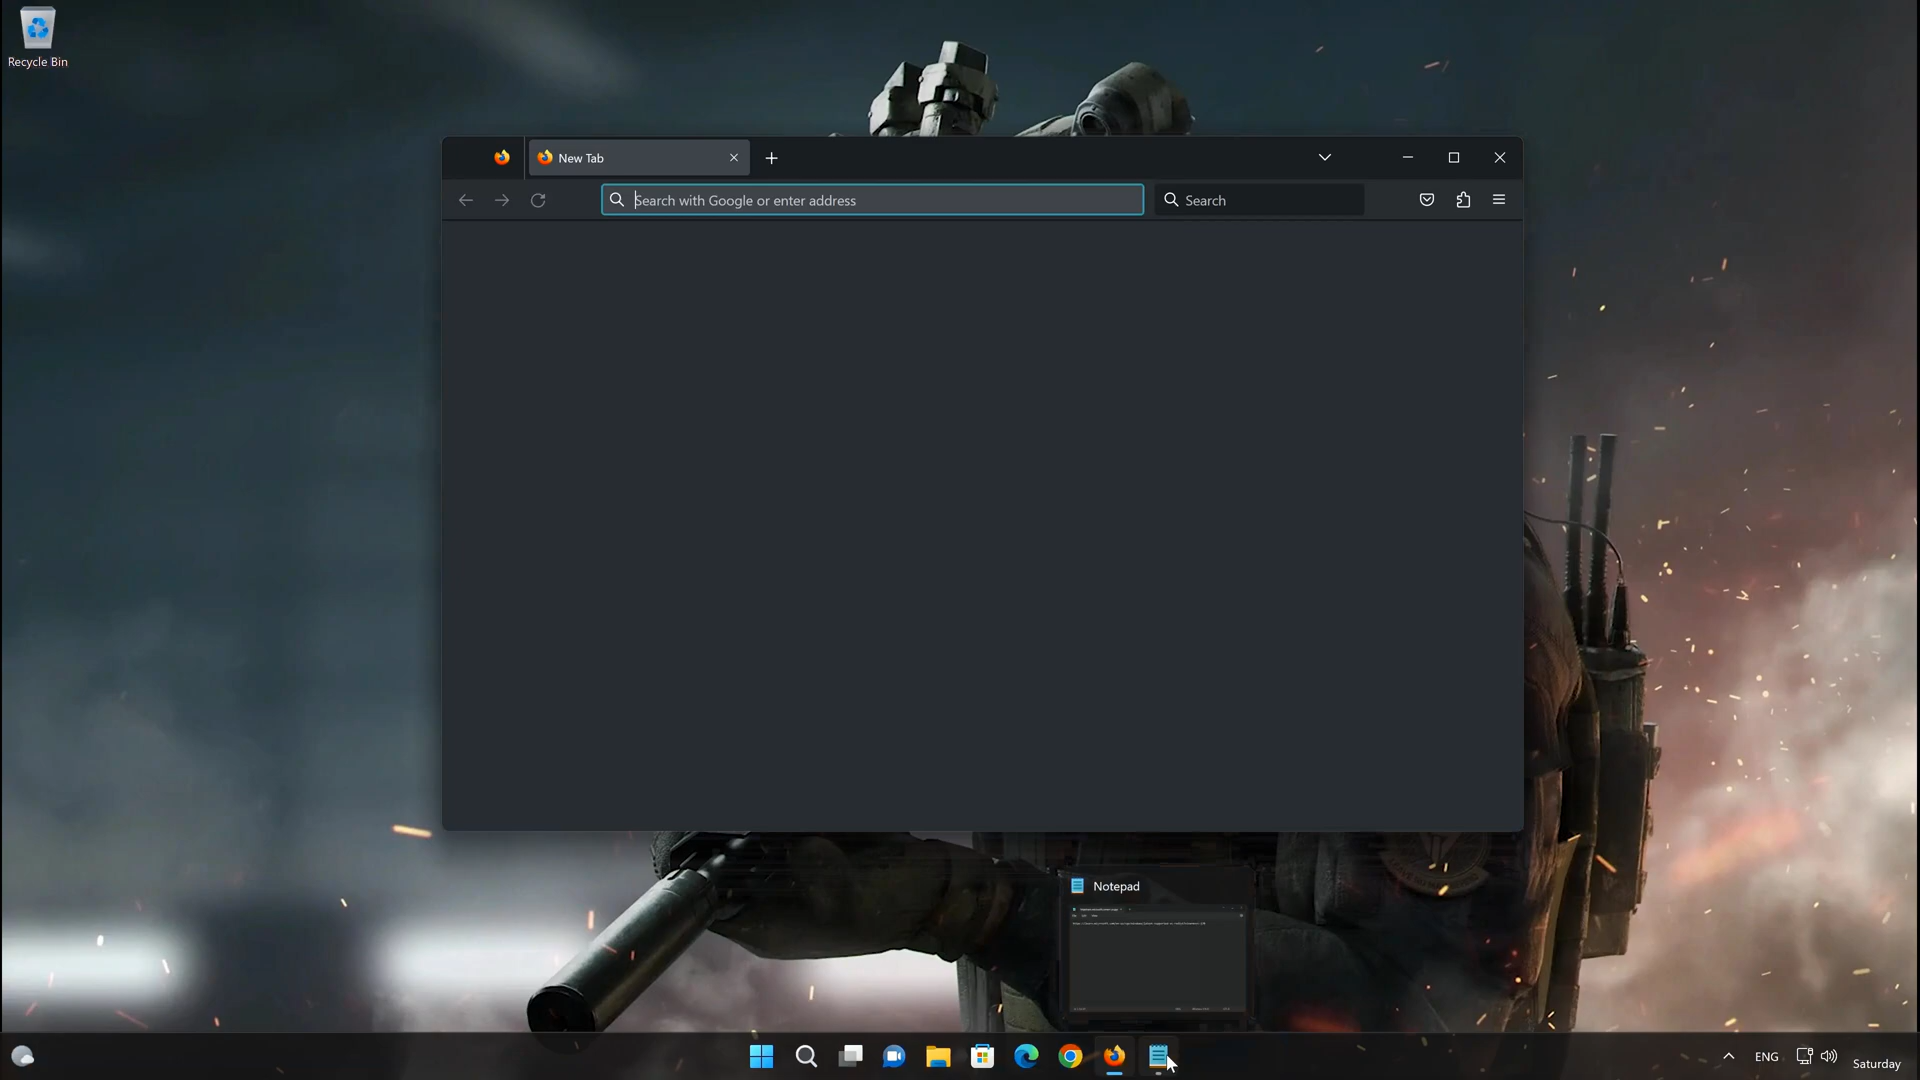 Recycle Bin
New Tab
Search with Google or enter address
Search
Notepad
ENG
Saturday